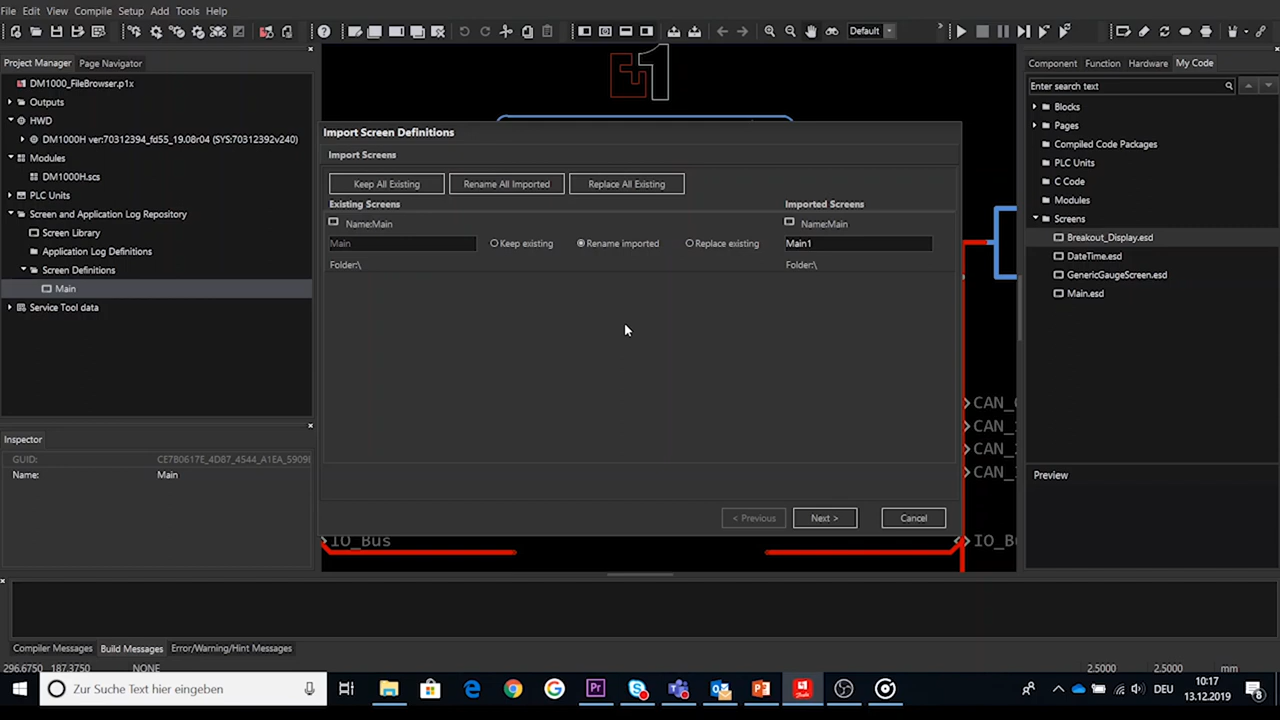 File Edit View Compile Setup Add Tools Help
Default
Project Manager Page Navigator
DM1000_FileBrowser.p1x
Outputs
HWD
DM1000H ver:70312394_fd55_19.08r04 (SYS:70312392v240)
Modules
DM1000H.scs
PLC Units
Screen and Application Log Repository
Screen Library
Application Log Definitions
Screen Definitions
Main
Service Tool data
Inspector
GUID: CE7B0617E_4D87_4544_A1EA_5909
Name: Main
Import Screen Definitions
Import Screens
Keep All Existing Rename All Imported Replace All Existing
Existing Screens Imported Screens
Name:Main Name:Main
Main Keep existing Rename imported Replace existing Main1
Folder:\ Folder:\
< Previous Next > Cancel
CAN_
CAN_
CAN_
CAN_
IO_Bus IO_B
Component Function Hardware My Code
Enter search text
Blocks
Pages
Compiled Code Packages
PLC Units
C Code
Modules
Screens
Breakout_Display.esd
DateTime.esd
GenericGaugeScreen.esd
Main.esd
Preview
Compiler Messages Build Messages Error/Warning/Hint Messages
296.6750 187.3750 NONE 2.5000 2.5000 mm
Zur Suche Text hier eingeben
DEU 10:17
13.12.2019 8